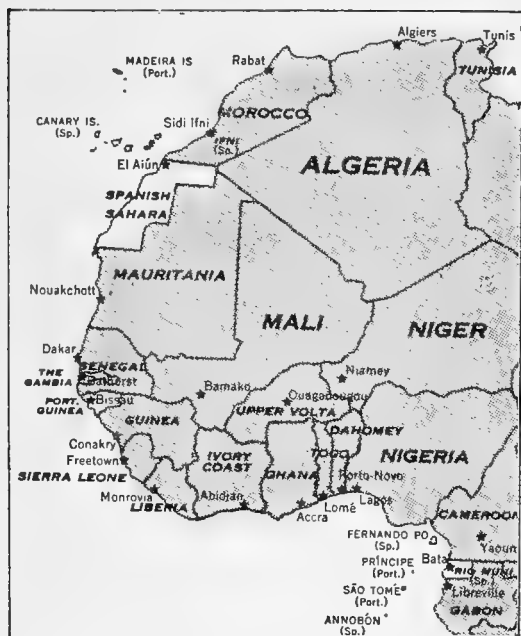 Algiers
Tunis
MADEIRA IS
(Port.)
Rabat
TUNISIA
MOROCCO
CANARY IS.
(Sp.)
Sidi Ifni
IFNI
(Sp.)
El Aiún
ALGERIA
SPANISH
SAHARA
MAURITANIA
Nouakchott
MALI
NIGER
Dakar
SENEGAL
THE
GAMBIA
Bathurst
Niamey
Bamako
Ouagadougou
PORT.
GUINEA
Bissau
UPPER VOLTA
GUINEA
DAHOMEY
Conakry
IVORY
COAST
TOGO
NIGERIA
Freetown
GHANA
SIERRA LEONE
Porto-Novo
Monrovia
LIBERIA
Abidjan
Lagos
Lomé
Accra
CAMEROON
FERNANDO PO
(Sp.)
Yaoun
Bata
PRÍNCIPE
(Port.)
RIO MUNI
(Sp.)
SÃO TOMÉ
(Port.)
Libreville
GABON
ANNOBÓN
(Sp.)